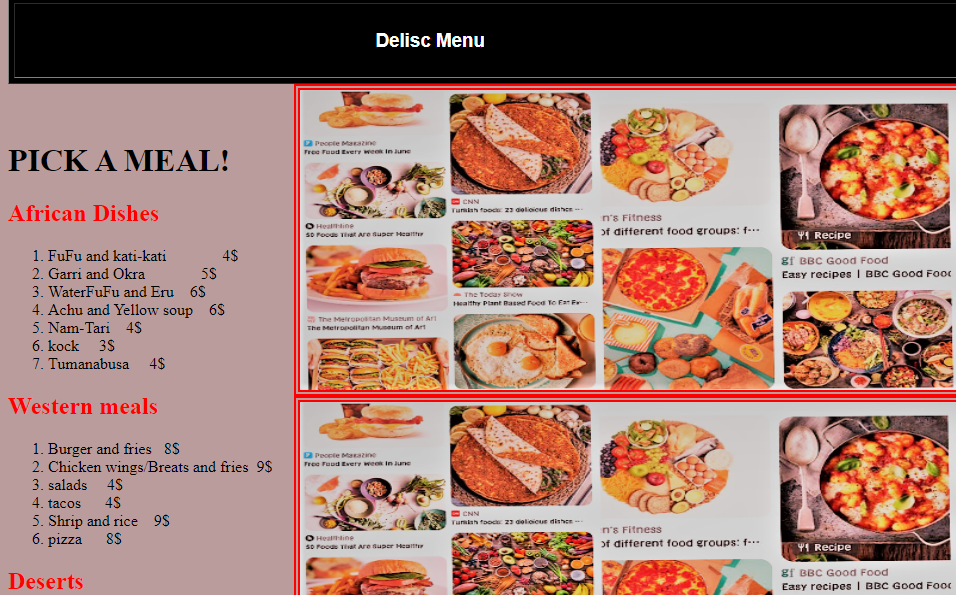 Delisc Menu
PICK A MEAL!
African Dishes
1. FuFu and kati-kati 4$
2. Garri and Okra 5$
3. WaterFuFu and Eru 6$
4. Achu and Yellow soup 6$
5. Nam-Tari 4$
6. kock 3$
7. Tumanabusa 4$
Western meals
1. Burger and fries 8$
2. Chicken wings/Breats and fries 9$
3. salads 4$
4. tacos 4$
5. Shrip and rice 9$
6. pizza 8$
Deserts
People Magazine
Free Food Every Week In June
Healthline
50 Foods That Are Super Healthy
The Metropolitan Museum of Art
The Metropolitan Museum of Art
CNN
Turkish foods: 23 delicious dishes ...
The Today Show
Healthy Plant Based Food To Eat Ev...
n's Fitness
of different food groups: f...
Recipe
gf BBC Good Food
Easy recipes | BBC Good Food
People Magazine
Free Food Every Week In June
Healthline
50 Foods That Are Super Healthy
CNN
Turkish foods: 23 delicious dishes ...
n's Fitness
of different food groups: f...
Recipe
gf BBC Good Food
Easy recipes | BBC Good Food